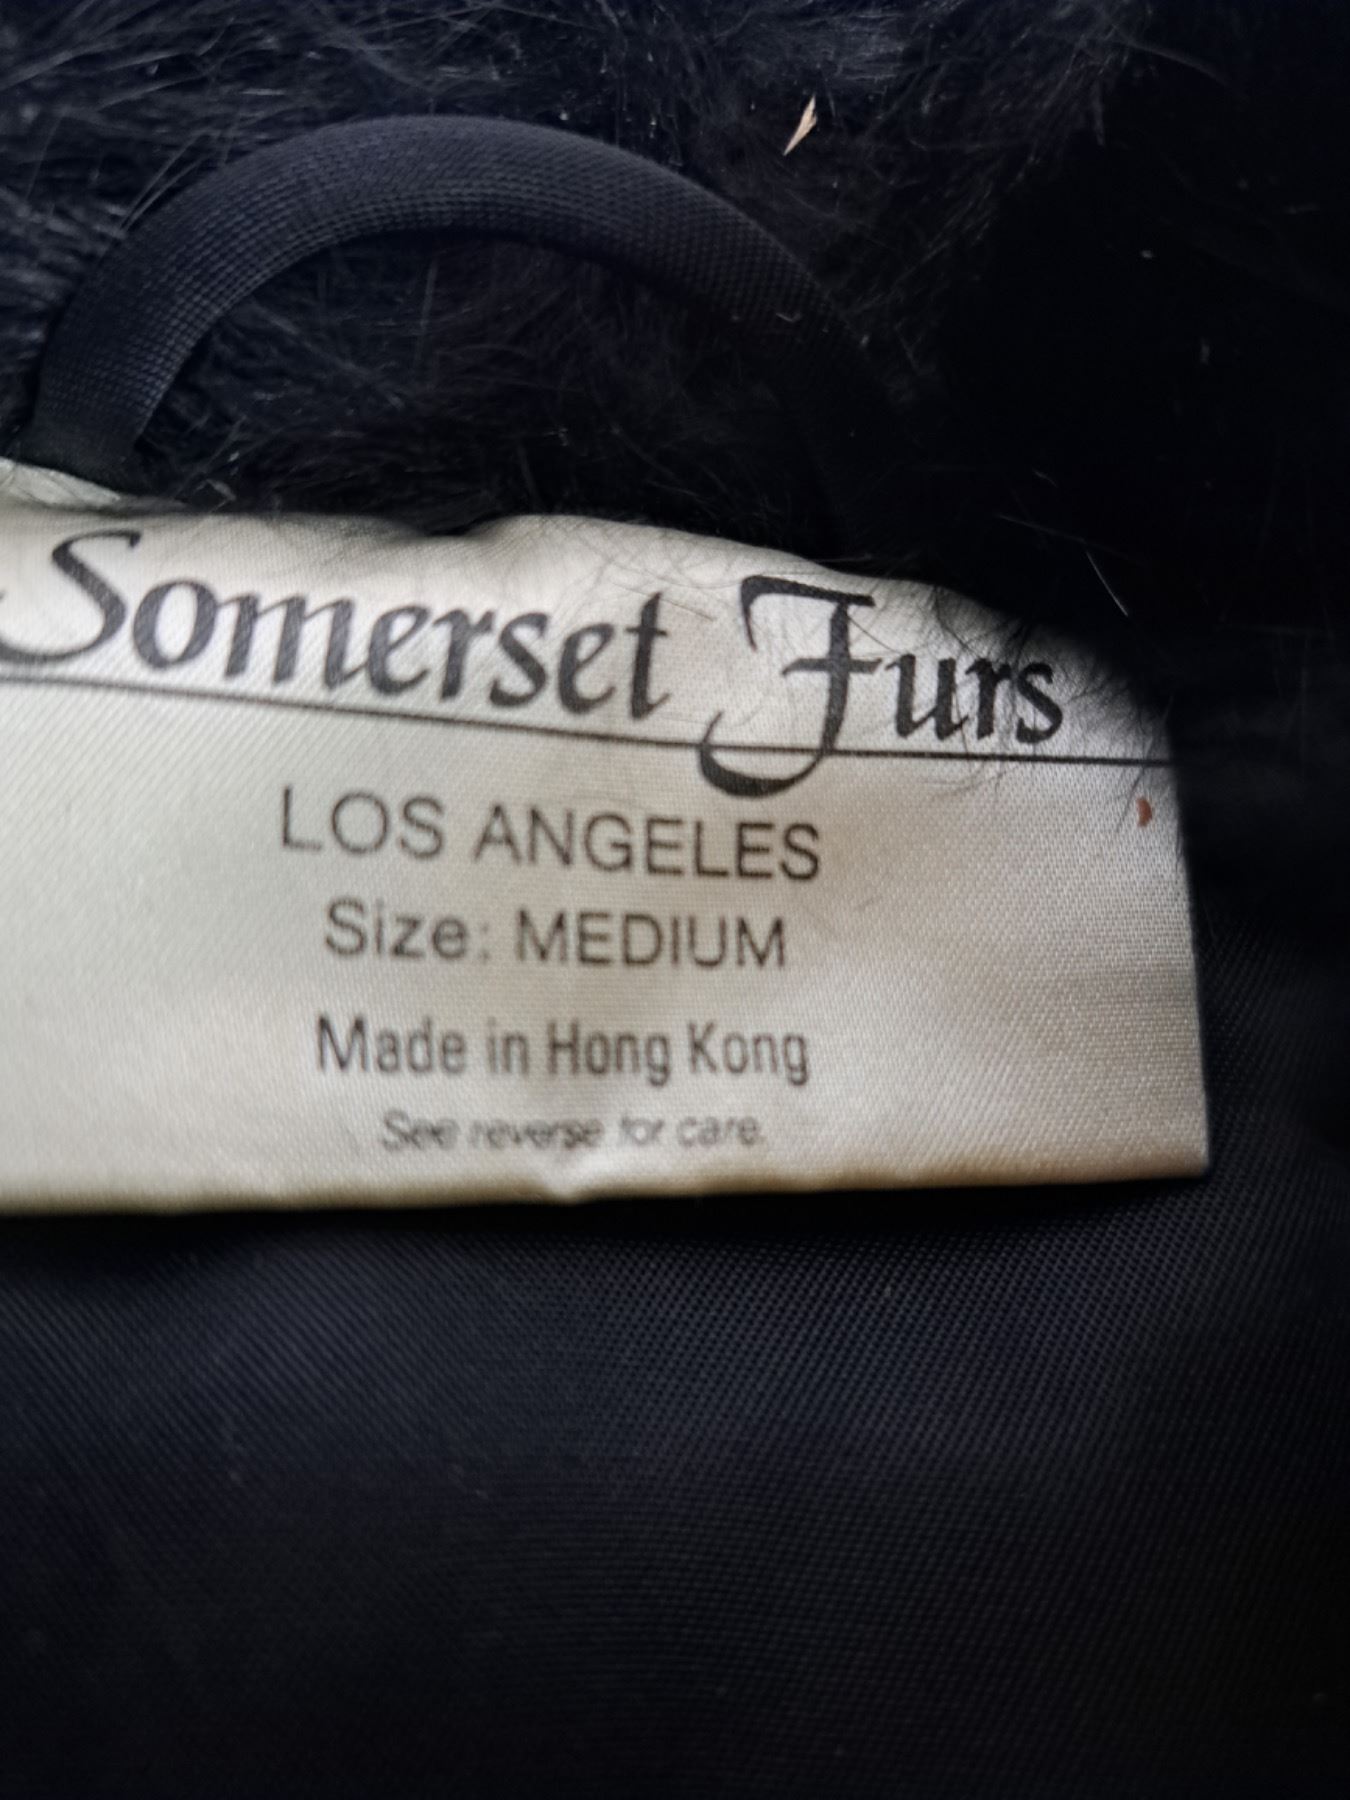 Somerset Furs
LOS ANGELES
Size: MEDIUM
Made in Hong Kong
See reverse for care.